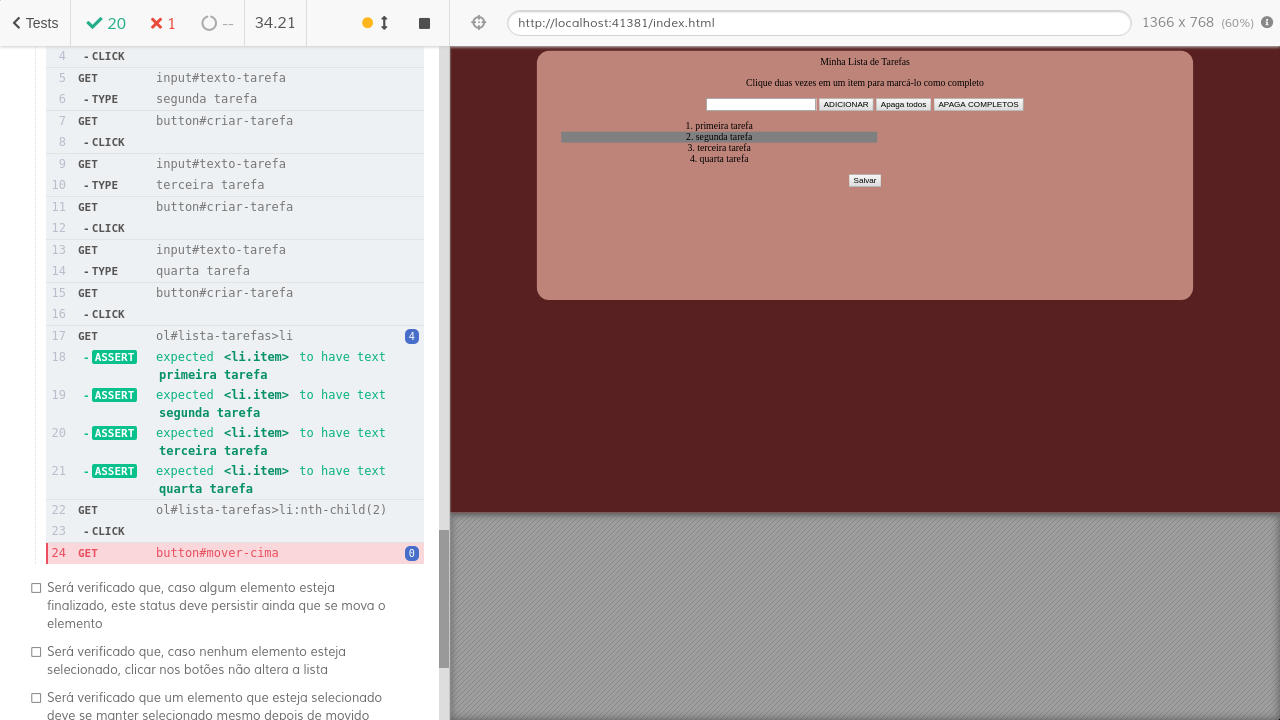 Tests 20 1 -- 34.21 http://localhost:41381/index.html 1366 x 768 (60%)
4 - CLICK
5 GET input#texto-tarefa
6 - TYPE segunda tarefa
7 GET button#criar-tarefa
8 - CLICK
9 GET input#texto-tarefa
10 - TYPE terceira tarefa
11 GET button#criar-tarefa
12 - CLICK
13 GET input#texto-tarefa
14 - TYPE quarta tarefa
15 GET button#criar-tarefa
16 - CLICK
17 GET ol#lista-tarefas>li 4
18 - ASSERT expected <li.item> to have text
primeira tarefa
19 - ASSERT expected <li.item> to have text
segunda tarefa
20 - ASSERT expected <li.item> to have text
terceira tarefa
21 - ASSERT expected <li.item> to have text
quarta tarefa
22 GET ol#lista-tarefas>li:nth-child(2)
23 - CLICK
24 GET button#mover-cima 0
Será verificado que, caso algum elemento esteja
finalizado, este status deve persistir ainda que se mova o
elemento
Será verificado que, caso nenhum elemento esteja
selecionado, clicar nos botões não altera a lista
Será verificado que um elemento que esteja selecionado
deve se manter selecionado mesmo depois de movido
Minha Lista de Tarefas
Clique duas vezes em um item para marcá-lo como completo
ADICIONAR Apaga todos APAGA COMPLETOS
1. primeira tarefa
2. segunda tarefa
3. terceira tarefa
4. quarta tarefa
Salvar